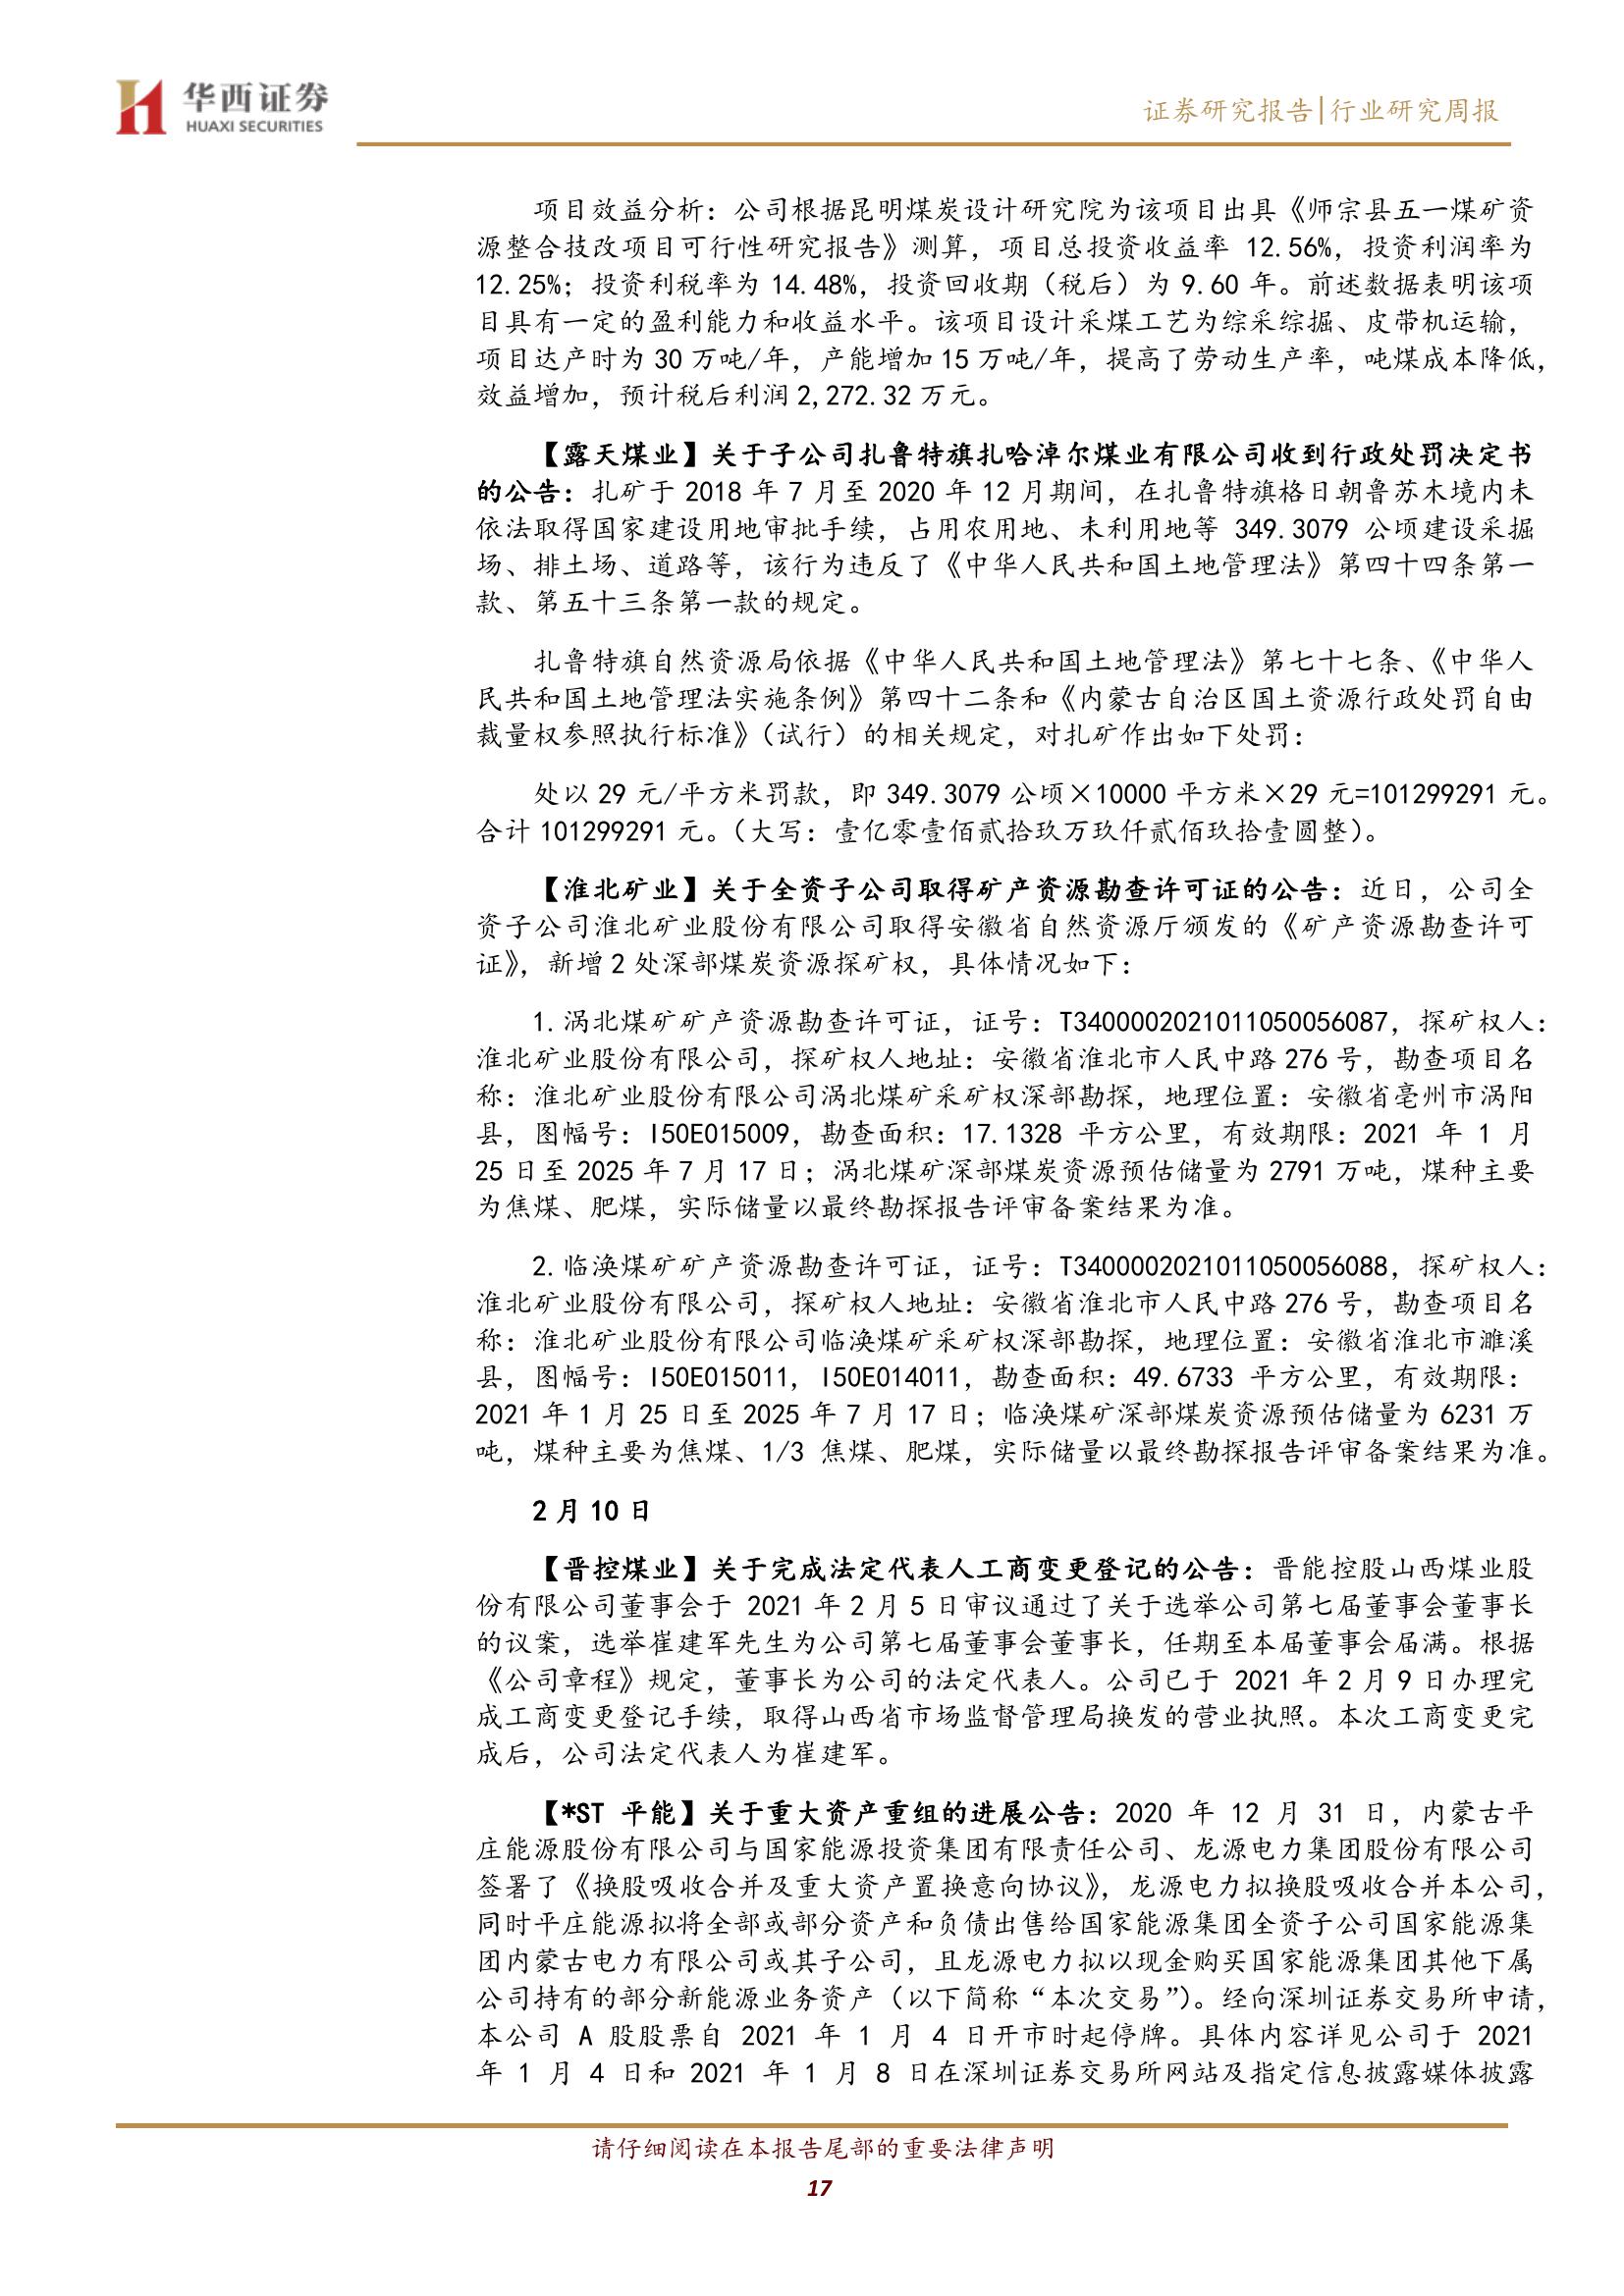 华西证券
HUAXI SECURITIES
证券研究报告|行业研究周报
项目效益分析：公司根据昆明煤炭设计研究院为该项目出具《师宗县五一煤矿资
源整合技改项目可行性研究报告》测算，项目总投资收益率 12.56%，投资利润率为
12.25%；投资利税率为 14.48%，投资回收期（税后）为 9.60 年。前述数据表明该项
目具有一定的盈利能力和收益水平。该项目设计采煤工艺为综采综掘、皮带机运输，
项目达产时为 30 万吨/年，产能增加 15 万吨/年，提高了劳动生产率，吨煤成本降低，
效益增加，预计税后利润 2,272.32 万元。
【露天煤业】关于子公司扎鲁特旗扎哈淖尔煤业有限公司收到行政处罚决定书
的公告：扎矿于 2018 年 7 月至 2020 年 12 月期间，在扎鲁特旗格日朝鲁苏木境内未
依法取得国家建设用地审批手续，占用农用地、未利用地等 349.3079 公顷建设采掘
场、排土场、道路等，该行为违反了《中华人民共和国土地管理法》第四十四条第一
款、第五十三条第一款的规定。
扎鲁特旗自然资源局依据《中华人民共和国土地管理法》第七十七条、《中华人
民共和国土地管理法实施条例》第四十二条和《内蒙古自治区国土资源行政处罚自由
裁量权参照执行标准》（试行）的相关规定，对扎矿作出如下处罚：
处以 29 元/平方米罚款，即 349.3079 公顷×10000 平方米×29 元=101299291 元。
合计 101299291 元。（大写：壹亿零壹佰贰拾玖万玖仟贰佰玖拾壹圆整）。
【淮北矿业】关于全资子公司取得矿产资源勘查许可证的公告：近日，公司全
资子公司淮北矿业股份有限公司取得安徽省自然资源厅颁发的《矿产资源勘查许可
证》，新增 2 处深部煤炭资源探矿权，具体情况如下：
1.涡北煤矿矿产资源勘查许可证，证号：T3400002021011050056087，探矿权人：
淮北矿业股份有限公司，探矿权人地址：安徽省淮北市人民中路 276 号，勘查项目名
称：淮北矿业股份有限公司涡北煤矿采矿权深部勘探，地理位置：安徽省亳州市涡阳
县，图幅号：I50E015009，勘查面积：17.1328 平方公里，有效期限：2021 年 1 月
25 日至 2025 年 7 月 17 日；涡北煤矿深部煤炭资源预估储量为 2791 万吨，煤种主要
为焦煤、肥煤，实际储量以最终勘探报告评审备案结果为准。
2.临涣煤矿矿产资源勘查许可证，证号：T3400002021011050056088，探矿权人：
淮北矿业股份有限公司，探矿权人地址：安徽省淮北市人民中路 276 号，勘查项目名
称：淮北矿业股份有限公司临涣煤矿采矿权深部勘探，地理位置：安徽省淮北市濉溪
县，图幅号：I50E015011，I50E014011，勘查面积：49.6733 平方公里，有效期限：
2021 年 1 月 25 日至 2025 年 7 月 17 日；临涣煤矿深部煤炭资源预估储量为 6231 万
吨，煤种主要为焦煤、1/3 焦煤、肥煤，实际储量以最终勘探报告评审备案结果为准。
2 月 10 日
【晋控煤业】关于完成法定代表人工商变更登记的公告：晋能控股山西煤业股
份有限公司董事会于 2021 年 2 月 5 日审议通过了关于选举公司第七届董事会董事长
的议案，选举崔建军先生为公司第七届董事会董事长，任期至本届董事会届满。根据
《公司章程》规定，董事长为公司的法定代表人。公司已于 2021 年 2 月 9 日办理完
成工商变更登记手续，取得山西省市场监督管理局换发的营业执照。本次工商变更完
成后，公司法定代表人为崔建军。
【*ST 平能】关于重大资产重组的进展公告：2020 年 12 月 31 日，内蒙古平
庄能源股份有限公司与国家能源投资集团有限责任公司、龙源电力集团股份有限公司
签署了《换股吸收合并及重大资产置换意向协议》，龙源电力拟换股吸收合并本公司，
同时平庄能源拟将全部或部分资产和负债出售给国家能源集团全资子公司国家能源集
团内蒙古电力有限公司或其子公司，且龙源电力拟以现金购买国家能源集团其他下属
公司持有的部分新能源业务资产（以下简称“本次交易”）。经向深圳证券交易所申请，
本公司 A 股股票自 2021 年 1 月 4 日开市时起停牌。具体内容详见公司于 2021
年 1 月 4 日和 2021 年 1 月 8 日在深圳证券交易所网站及指定信息披露媒体披露
请仔细阅读在本报告尾部的重要法律声明
17